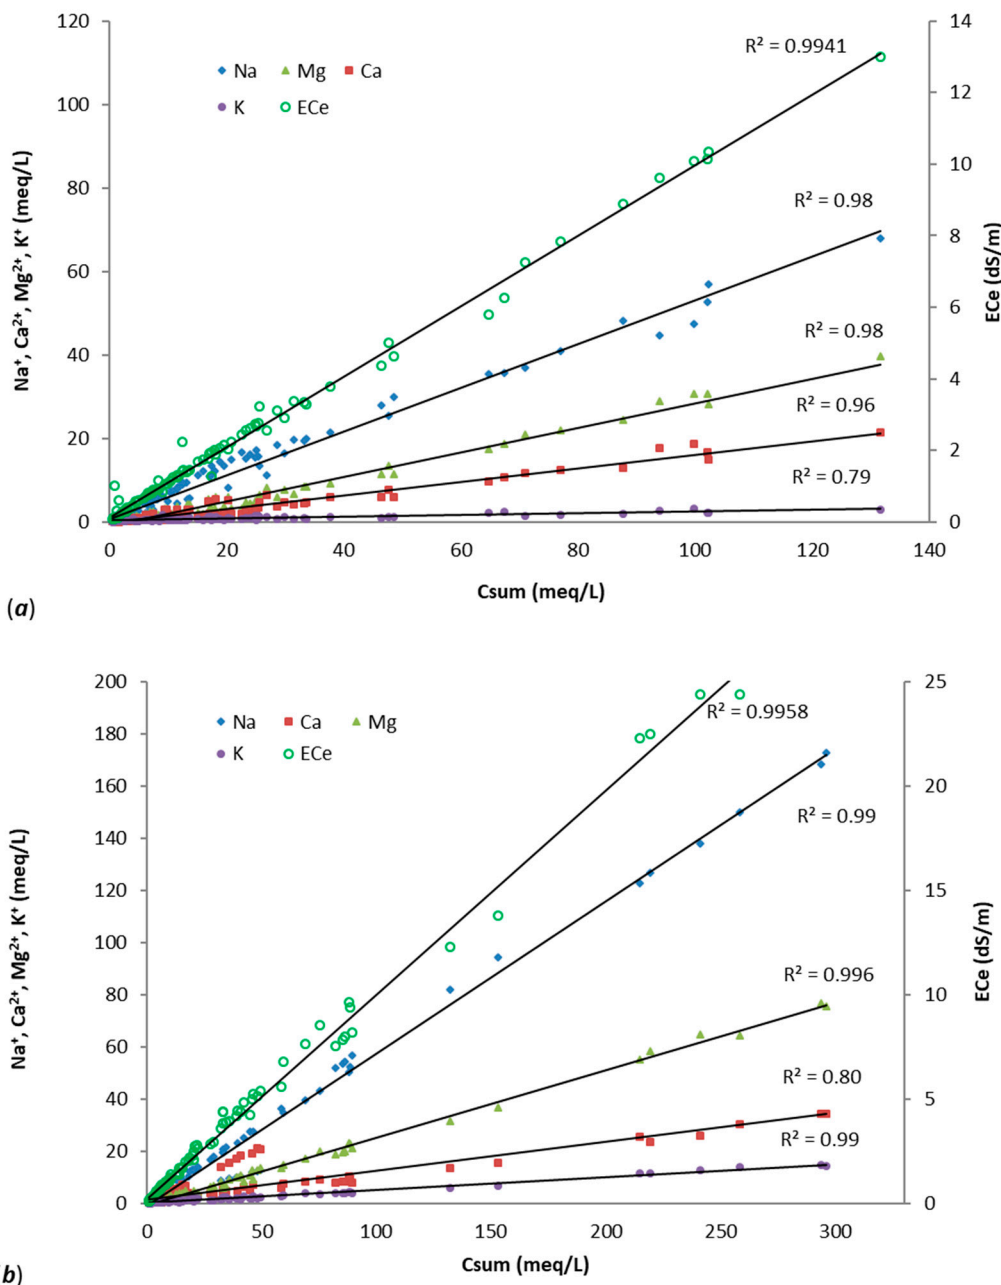 120
100
80
60
40
20
0
Na⁺, Ca²⁺, Mg²⁺, K⁺ (meq/L)
Na Mg Ca
K ECe
R² = 0.9941
R² = 0.98
R² = 0.98
R² = 0.96
R² = 0.79
14
12
10
8
6
4
2
0
ECe (dS/m)
0 20 40 60 80 100 120 140
Csum (meq/L)
(a)
200
180
160
140
120
100
80
60
40
20
0
Na⁺, Ca²⁺, Mg²⁺, K⁺ (meq/L)
Na Ca Mg
K ECe
R² = 0.9958
R² = 0.99
R² = 0.996
R² = 0.80
R² = 0.99
25
20
15
10
5
0
ECe (dS/m)
0 50 100 150 200 250 300
Csum (meq/L)
b)